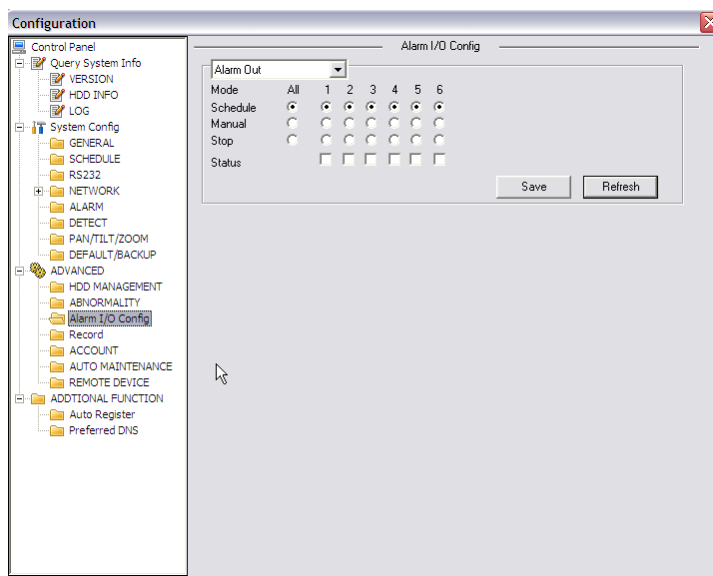 Configuration
Control Panel
Query System Info
VERSION
HDD INFO
LOG
System Config
GENERAL
SCHEDULE
RS232
NETWORK
ALARM
DETECT
PAN/TILT/ZOOM
DEFAULT/BACKUP
ADVANCED
HDD MANAGEMENT
ABNORMALITY
Alarm I/O Config
Record
ACCOUNT
AUTO MAINTENANCE
REMOTE DEVICE
ADDTIONAL FUNCTION
Auto Register
Preferred DNS
Alarm I/O Config
Alarm Out
Mode All 1 2 3 4 5 6
Schedule
Manual
Stop
Status
Save Refresh